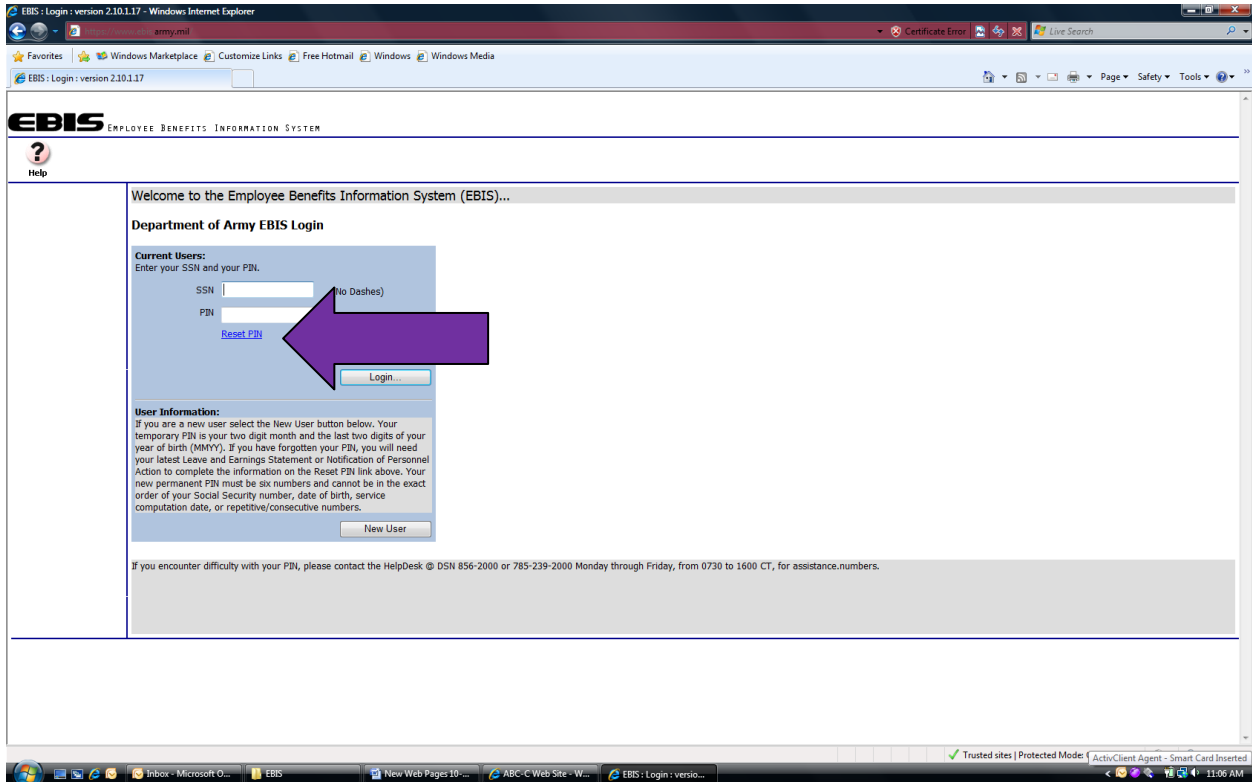 EBIS : Login : version 2.10.1.17 - Windows Internet Explorer
army.mil
Certificate Error
Live Search
Favorites
Windows Marketplace
Customize Links
Free Hotmail
Windows
Windows Media
EBIS : Login : version 2.10.1.17
Page
Safety
Tools
EBIS EMPLOYEE BENEFITS INFORMATION SYSTEM
?
Help
Welcome to the Employee Benefits Information System (EBIS)...
Department of Army EBIS Login
Current Users:
Enter your SSN and your PIN.
SSN
No Dashes)
PIN
Reset PIN
Login...
User Information:
If you are a new user select the New User button below. Your
temporary PIN is your two digit month and the last two digits of your
year of birth (MMYY). If you have forgotten your PIN, you will need
your latest Leave and Earnings Statement or Notification of Personnel
Action to complete the information on the Reset PIN link above. Your
new permanent PIN must be six numbers and cannot be in the exact
order of your Social Security number, date of birth, service
computation date, or repetitive/consecutive numbers.
New User
If you encounter difficulty with your PIN, please contact the HelpDesk @ DSN 856-2000 or 785-239-2000 Monday through Friday, from 0730 to 1600 CT, for assistance.numbers.
Trusted sites | Protected Mode:
ActivClient Agent - Smart Card Inserted
Inbox - Microsoft O...
EBIS
New Web Pages 10-...
ABC-C Web Site - W...
EBIS : Login : versio...
11:06 AM